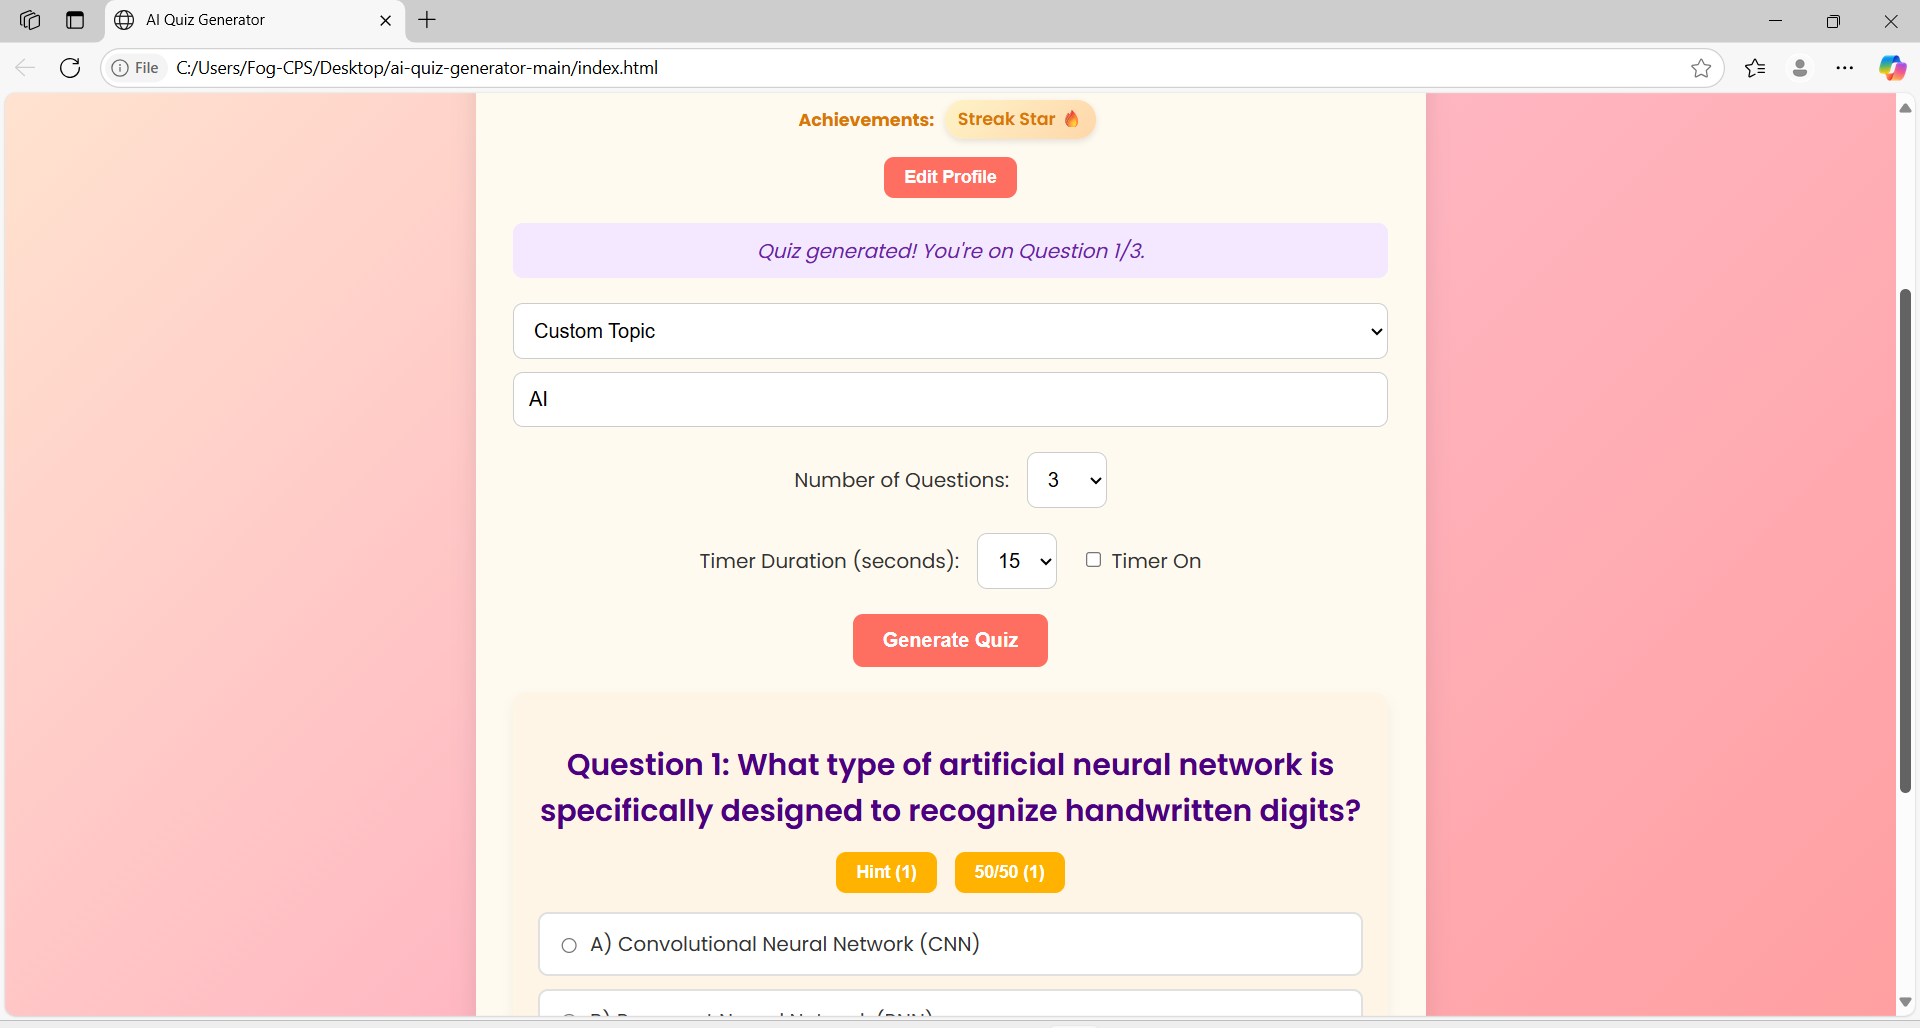 AI Quiz Generator
File
C:/Users/Fog-CPS/Desktop/ai-quiz-generator-main/index.html
Achievements: Streak Star 🔥
Edit Profile
Quiz generated! You're on Question 1/3.
Custom Topic
AI
Number of Questions: 3
Timer Duration (seconds): 15 Timer On
Generate Quiz
Question 1: What type of artificial neural network is
specifically designed to recognize handwritten digits?
Hint (1) 50/50 (1)
A) Convolutional Neural Network (CNN)